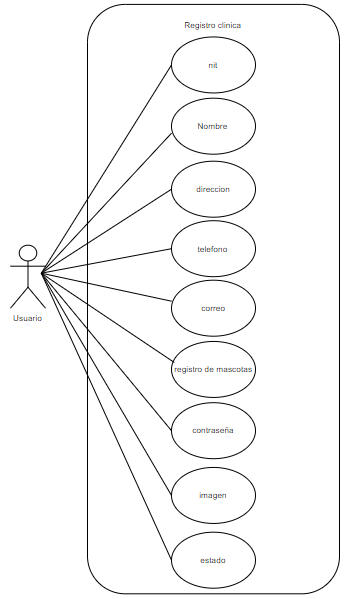 Registro clinica
nit
Nombre
direccion
telefono
correo
registro de mascotas
contraseña
imagen
estado
Usuario